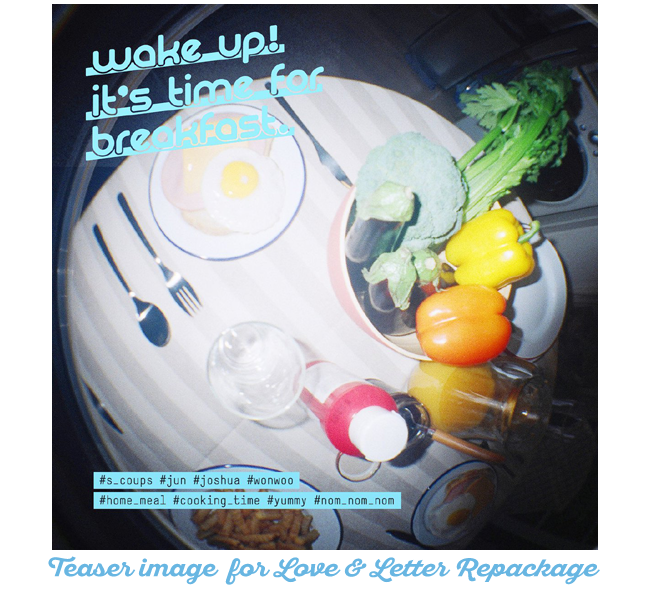 wake up!
it's time for
breakfast.
#s_coups #jun #joshua #wonwoo
#home_meal #cooking_time #yummy #nom_nom_nom
Teaser image for Love & Letter Repackage